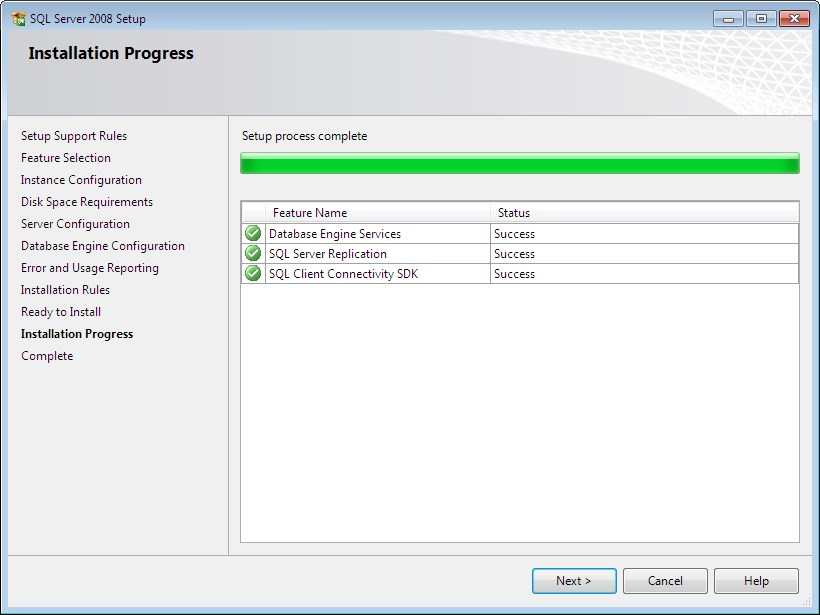 SQL Server 2008 Setup
Installation Progress
Setup Support Rules
Feature Selection
Instance Configuration
Disk Space Requirements
Server Configuration
Database Engine Configuration
Error and Usage Reporting
Installation Rules
Ready to Install
Installation Progress
Complete
Setup process complete
Feature Name Status
Database Engine Services Success
SQL Server Replication Success
SQL Client Connectivity SDK Success
Next > Cancel Help